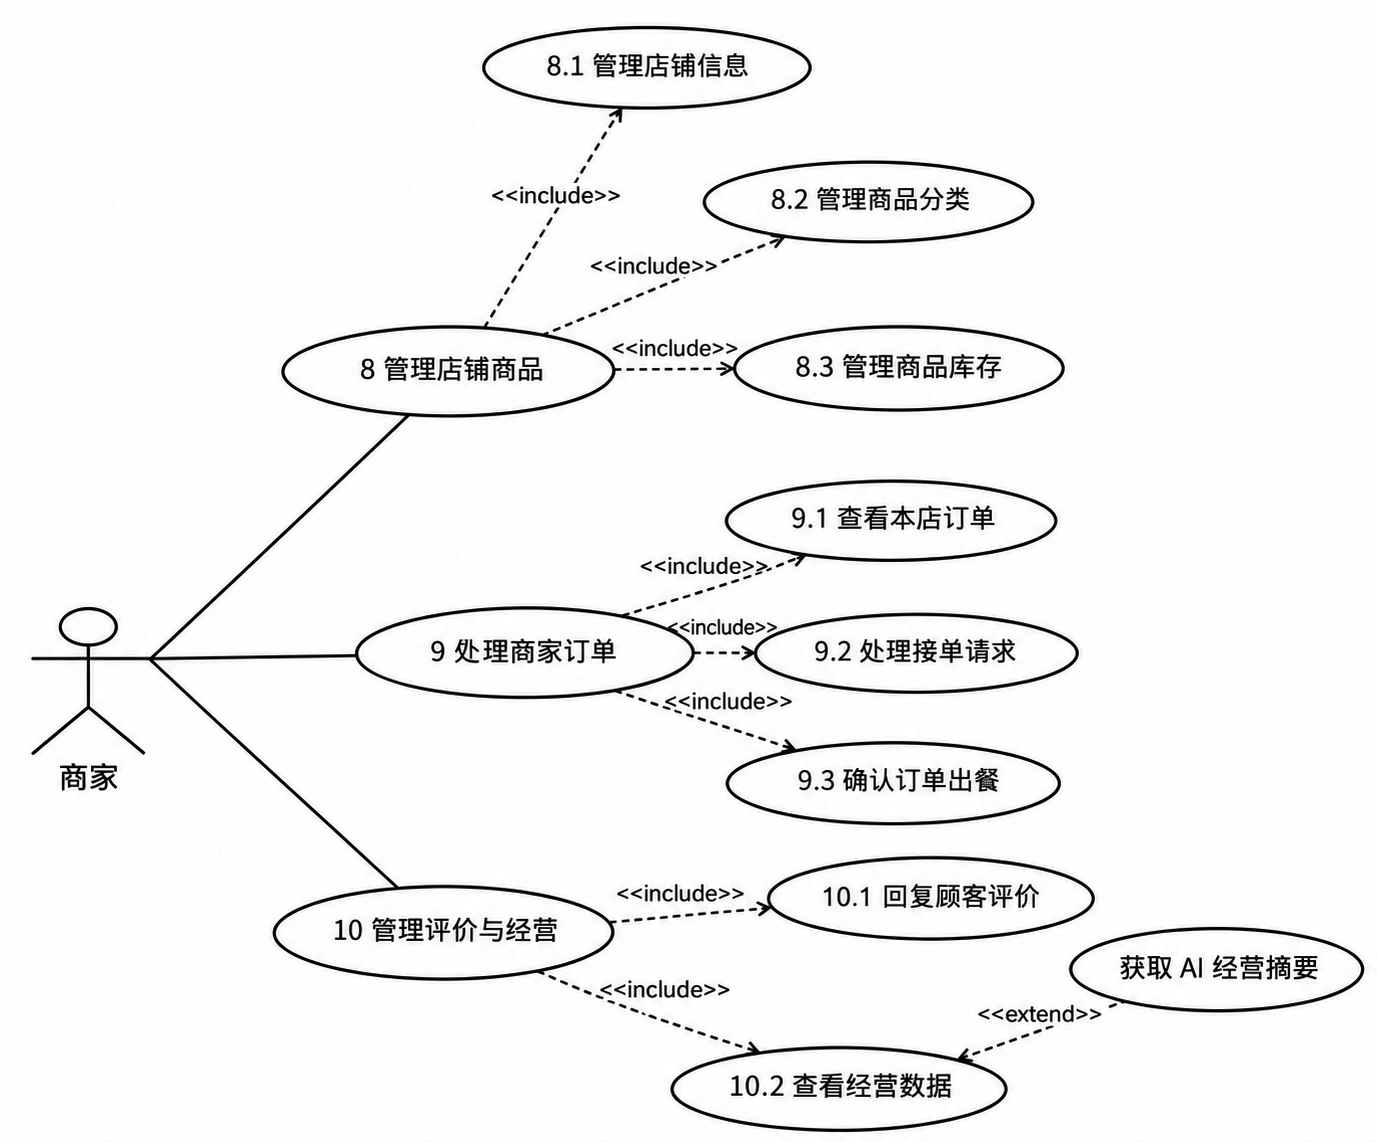 8.1 管理店铺信息
<<include>>
8.2 管理商品分类
<<include>>
<<include>>
8 管理店铺商品
8.3 管理商品库存
9.1 查看本店订单
<<include>>
<<include>>
9 处理商家订单
9.2 处理接单请求
<<include>>
商家
9.3 确认订单出餐
<<include>>
10.1 回复顾客评价
10 管理评价与经营
获取 AI 经营摘要
<<include>>
<<extend>>
10.2 查看经营数据